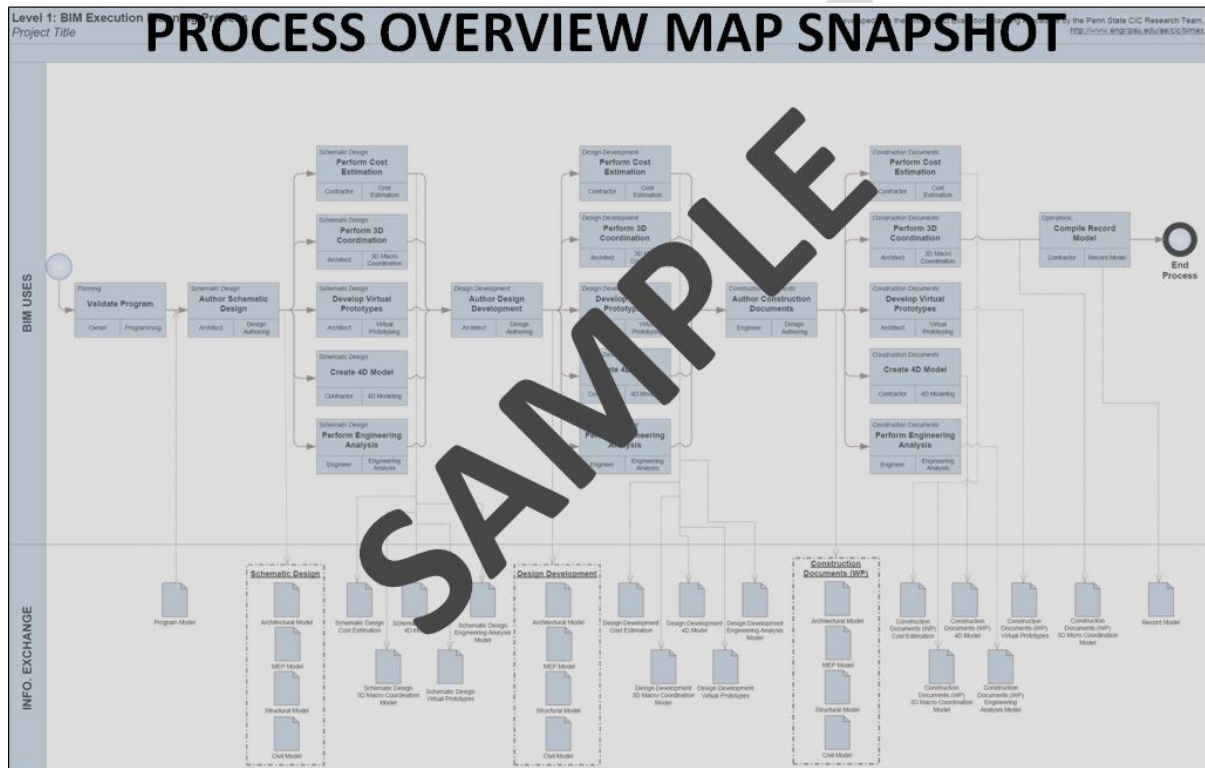 Level 1: BIM Execution Planning Process
Project Title
by the Penn State CIC Research Team.
http://www.engr/psu.edu/ae/cic/bimex
PROCESS OVERVIEW MAP SNAPSHOT
SAMPLE
BIM USES
Planning
Validate Program
Owner
Programming
Schematic Design
Author Schematic
Design
Architect
Design
Authoring
Schematic Design
Perform Cost
Estimation
Contractor
Cost
Estimation
Schematic Design
Perform 3D
Coordination
Architect
3D Macro
Coordination
Schematic Design
Develop Virtual
Prototypes
Architect
Virtual
Prototyping
Schematic Design
Create 4D Model
Contractor
4D Modeling
Schematic Design
Perform Engineering
Analysis
Engineer
Engineering
Analysis
Design Development
Author Design
Development
Architect
Design
Authoring
Design Development
Perform Cost
Estimation
Contractor
Cost
Estimation
Design Development
Perform 3D
Coordination
Architect
Engineer
Engineering
Analysis
Author Construction
Documents
Engineer
Design
Authoring
Construction Documents
Perform Cost
Estimation
Contractor
Cost
Estimation
Construction Documents
Perform 3D
Coordination
Architect
3D Macro
Coordination
Construction Documents
Develop Virtual
Prototypes
Architect
Virtual
Prototyping
Construction Documents
Create 4D Model
Contractor
4D Modeling
Construction Documents
Perform Engineering
Analysis
Engineer
Engineering
Analysis
Operations
Compile Record
Model
Contractor
Record Model
End
Process
INFO. EXCHANGE
Program Model
Schematic Design
Architectural Model
MEP Model
Structural Model
Civil Model
Schematic Design
Cost Estimation
Schematic Design
3D Macro Coordination
Model
Schematic Design
Virtual Prototypes
Schematic Design
Engineering Analysis
Model
Design Development
Architectural Model
MEP Model
Structural Model
Civil Model
Design Development
Cost Estimation
Design Development
3D Macro Coordination
Model
Design Development
4D Model
Design Development
Virtual Prototypes
Design Development
Engineering Analysis
Model
Construction
Documents (WP)
Architectural Model
MEP Model
Structural Model
Civil Model
Construction
Documents (WP)
Cost Estimation
Construction
Documents (WP)
3D Macro Coordination
Model
Construction
Documents (WP)
4D Model
Construction
Documents (WP)
Engineering
Analysis Model
Construction
Documents (WP)
Virtual Prototypes
Construction
Documents (WP)
3D Micro Coordination
Model
Record Model